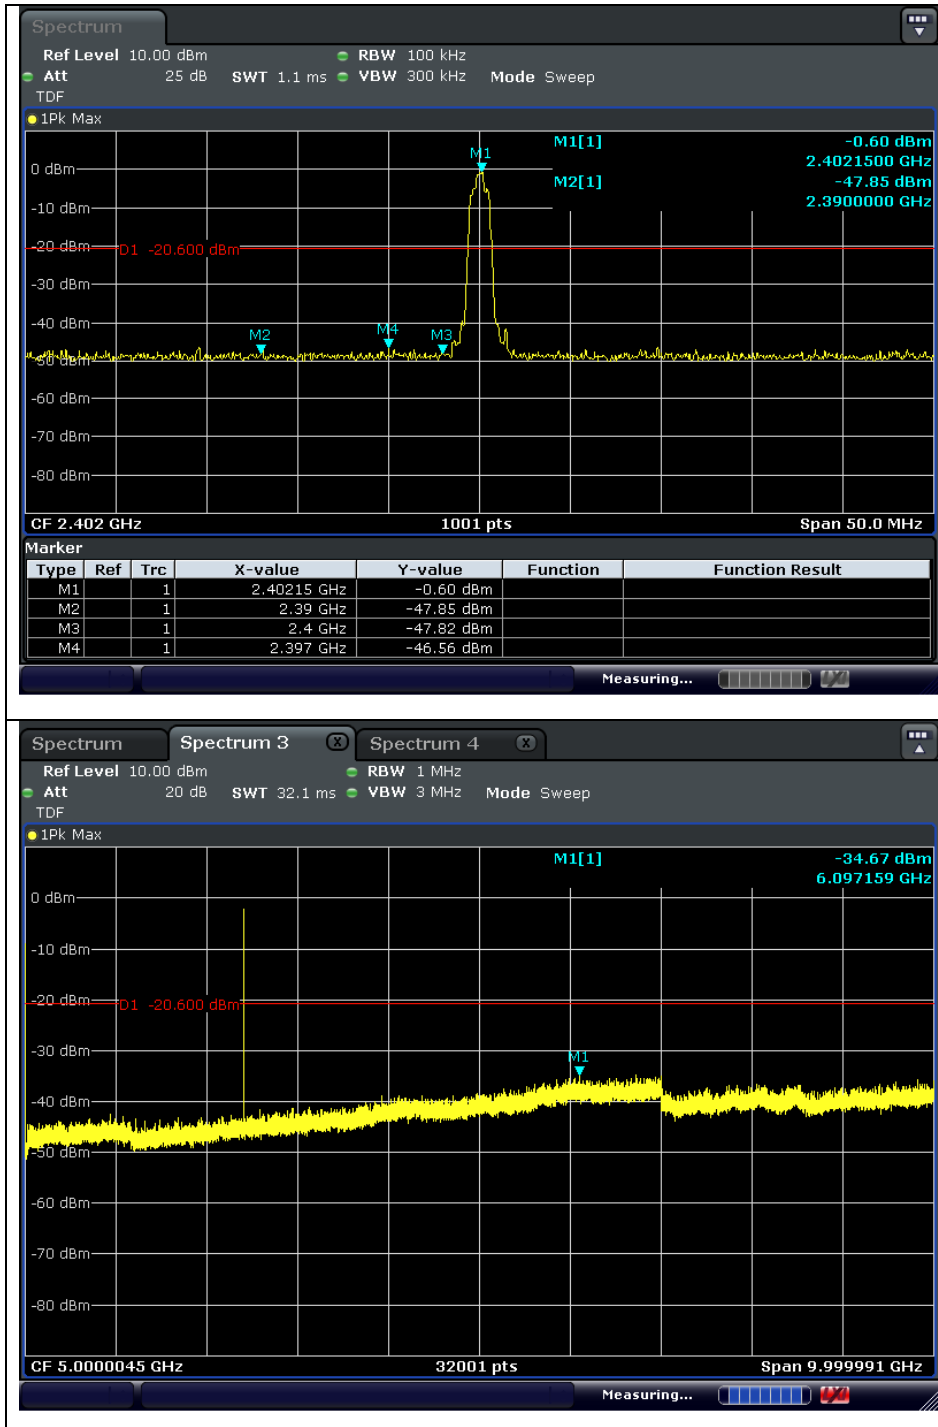 Spectrum
Ref Level 10.00 dBm RBW 100 kHz
Att 25 dB SWT 1.1 ms VBW 300 kHz Mode Sweep
TDF
1Pk Max
M1[1] -0.60 dBm
2.4021500 GHz
M2[1] -47.85 dBm
2.3900000 GHz
M1
0 dBm
-10 dBm
-20 dBm
D1 -20.600 dBm
-30 dBm
-40 dBm
M2 M4 M3
-50 dBm
-60 dBm
-70 dBm
-80 dBm
CF 2.402 GHz 1001 pts Span 50.0 MHz
Marker
Type Ref Trc X-value Y-value Function Function Result
M1 1 2.40215 GHz -0.60 dBm
M2 1 2.39 GHz -47.85 dBm
M3 1 2.4 GHz -47.82 dBm
M4 1 2.397 GHz -46.56 dBm
Measuring...
Spectrum Spectrum 3 X Spectrum 4 X
Ref Level 10.00 dBm RBW 1 MHz
Att 20 dB SWT 32.1 ms VBW 3 MHz Mode Sweep
TDF
1Pk Max
M1[1] -34.67 dBm
6.097159 GHz
0 dBm
-10 dBm
-20 dBm
D1 -20.600 dBm
-30 dBm
M1
-40 dBm
-50 dBm
-60 dBm
-70 dBm
-80 dBm
CF 5.0000045 GHz 32001 pts Span 9.999991 GHz
Measuring...